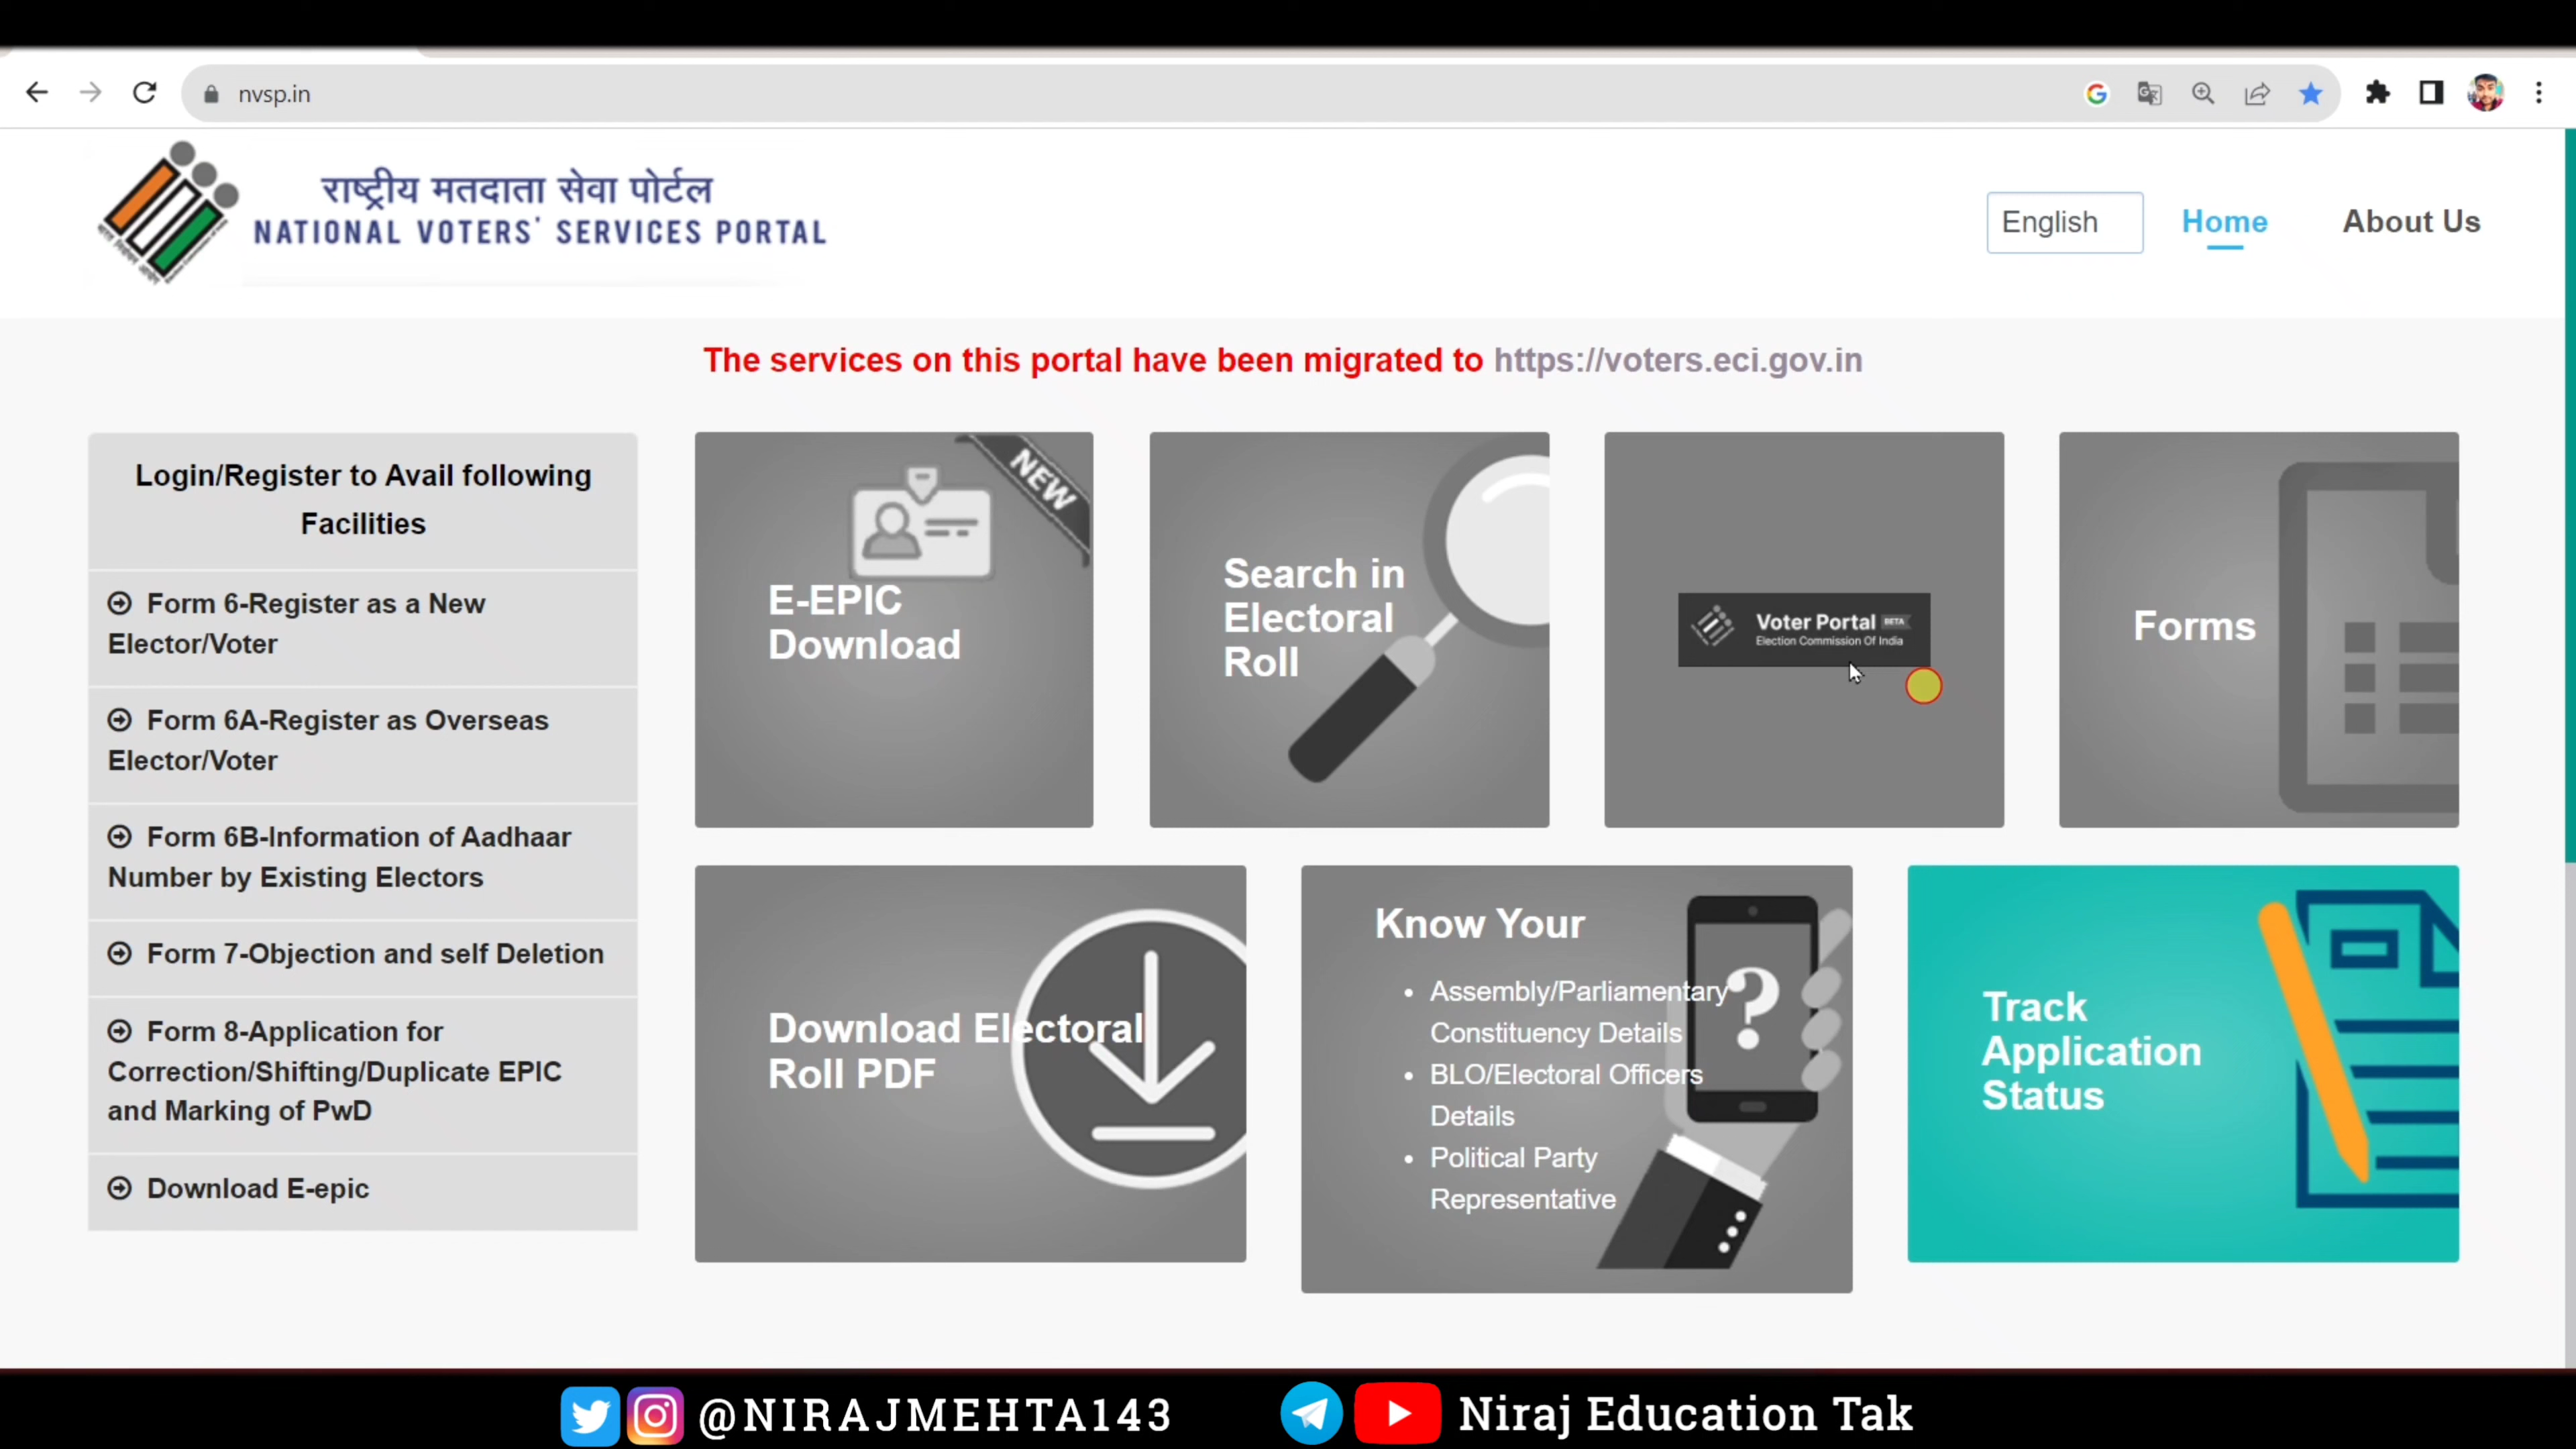 nvsp.in
राष्ट्रीय मतदाता सेवा पोर्टल
NATIONAL VOTERS' SERVICES PORTAL
English
Home
About Us
The services on this portal have been migrated to https://voters.eci.gov.in
Login/Register to Avail following
Facilities
Form 6-Register as a New
Elector/Voter
Form 6A-Register as Overseas
Elector/Voter
Form 6B-Information of Aadhaar
Number by Existing Electors
Form 7-Objection and self Deletion
Form 8-Application for
Correction/Shifting/Duplicate EPIC
and Marking of PwD
Download E-epic
NEW
E-EPIC
Download
Search in
Electoral
Roll
Voter Portal BETA
Election Commission Of India
Forms
Download Electoral
Roll PDF
Know Your
• Assembly/Parliamentary
Constituency Details
• BLO/Electoral Officers
Details
• Political Party
Representative
?
Track
Application
Status
@NIRAJMEHTA143
Niraj Education Tak